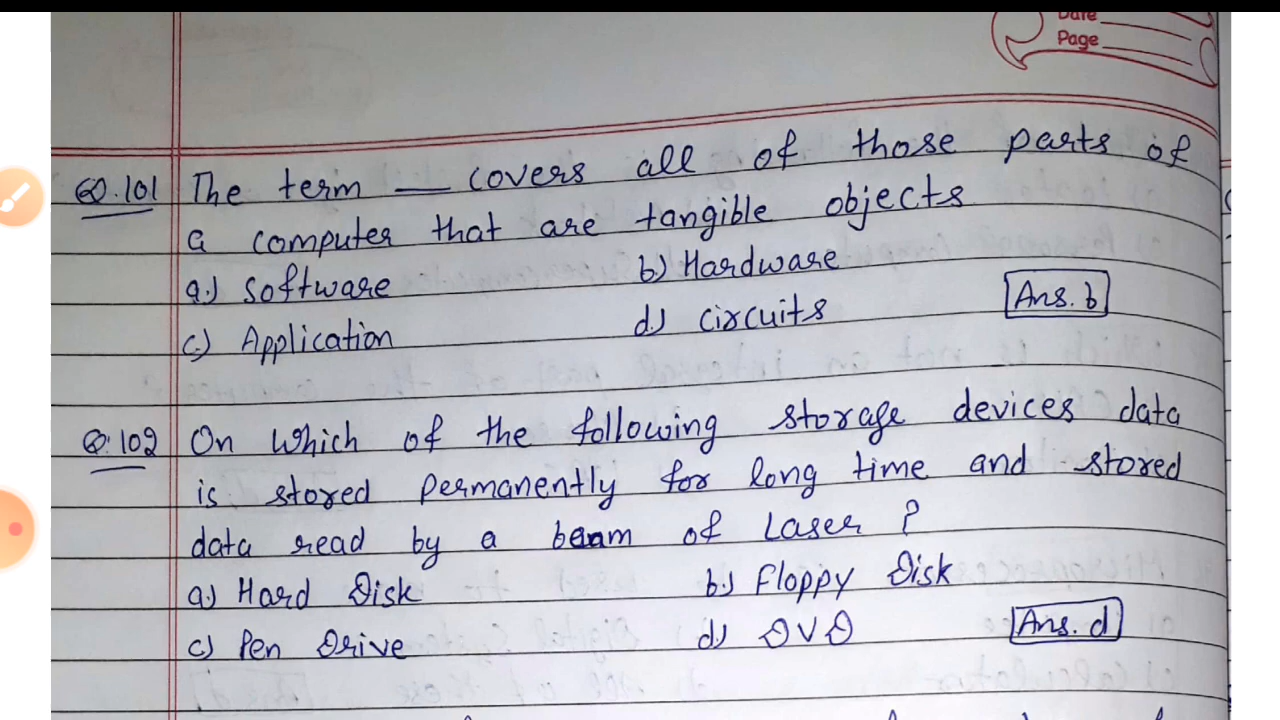 Date
Page
Q.101 The term — covers all of those parts of
a computer that are tangible objects
a.) Software b.) Hardware
c.) Application d.) Circuits Ans. b
Q.102 On which of the following storage devices data
is stored permanently for long time and stored
data read by a beam of Laser ?
a.) Hard Disk b.) Floppy Disk
c.) Pen Drive d.) DVD Ans. d